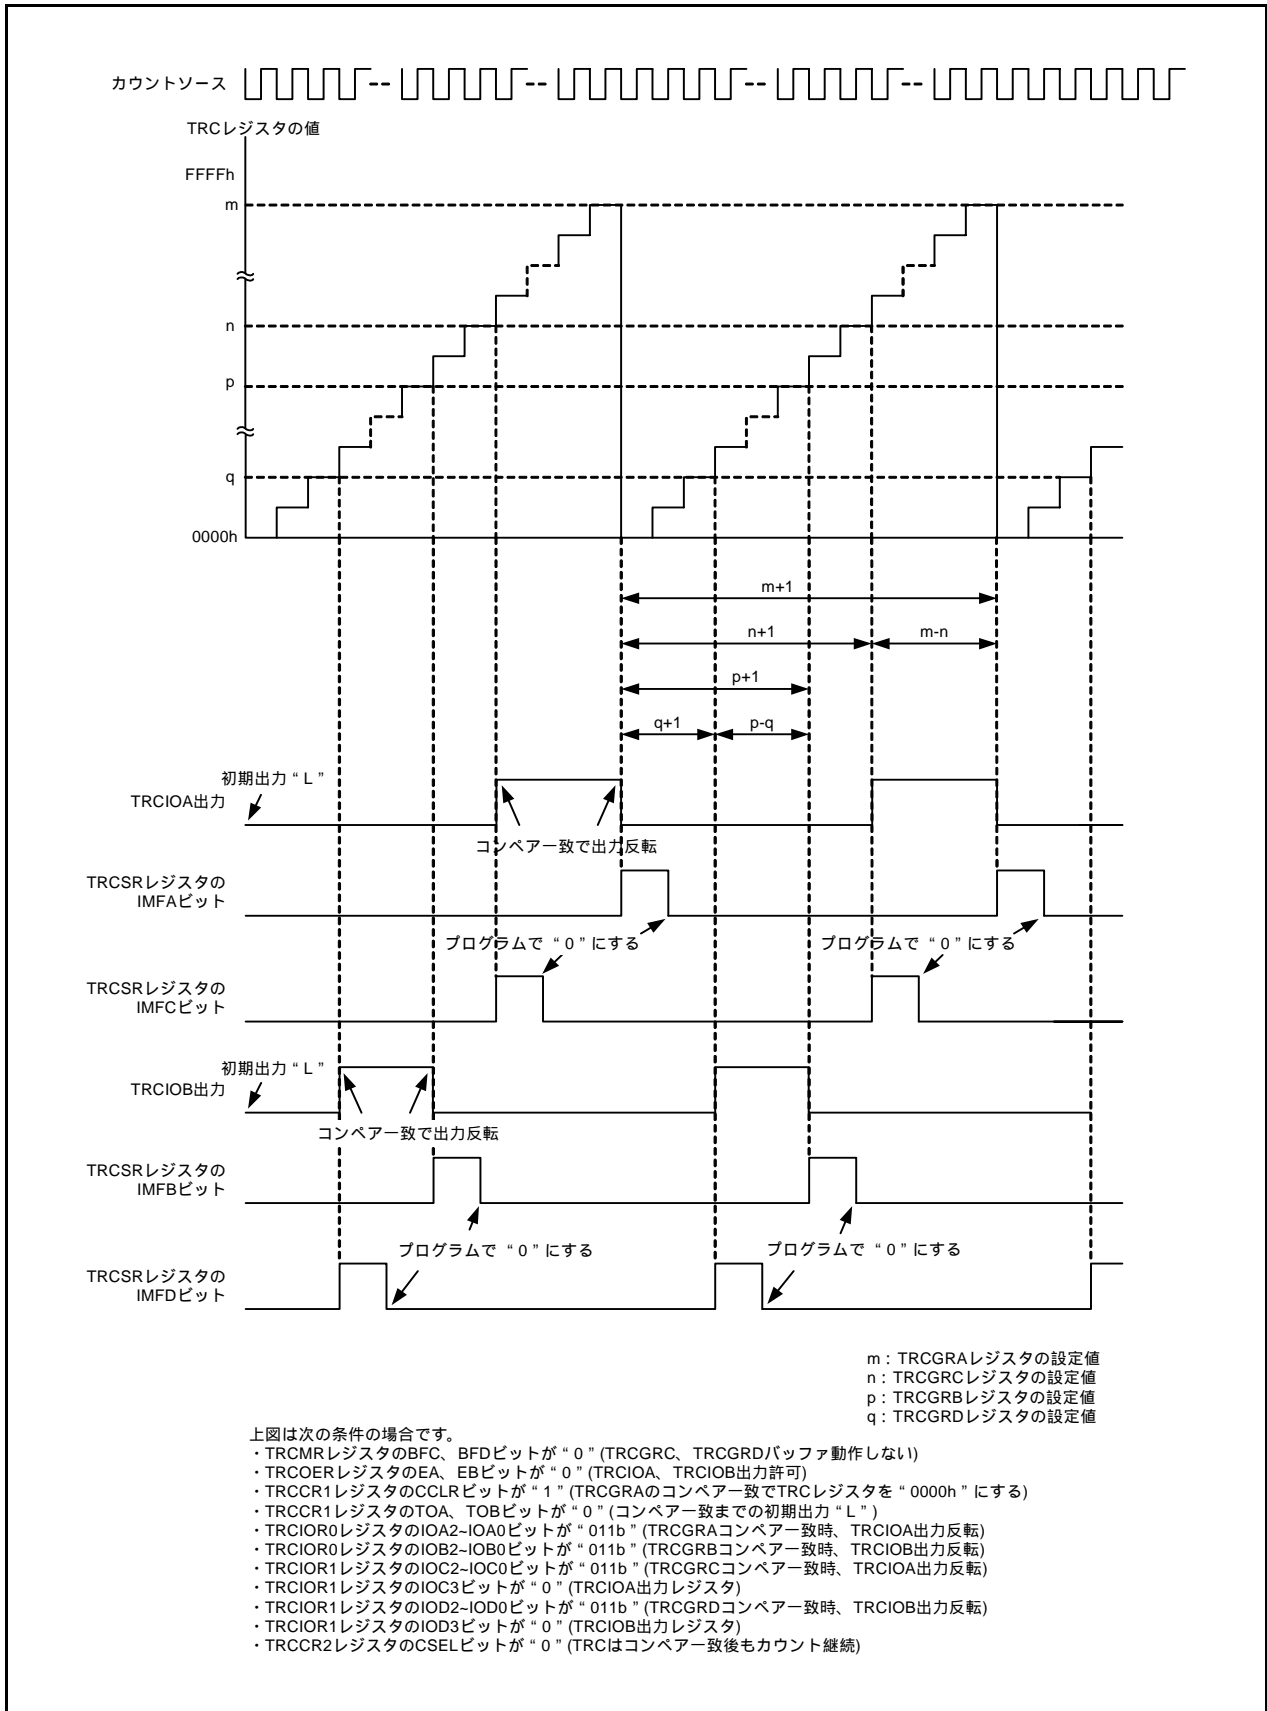 カウントソース
TRCレジスタの値
FFFFh
m
n
p
q
0000h
m+1
n+1
m-n
p+1
q+1
p-q
初期出力“L”
TRCIOA出力
コンペア一致で出力反転
TRCSRレジスタの
IMFAビット
プログラムで“0”にする
プログラムで“0”にする
TRCSRレジスタの
IMFCビット
初期出力“L”
TRCIOB出力
コンペア一致で出力反転
TRCSRレジスタの
IMFBビット
プログラムで“0”にする
プログラムで“0”にする
TRCSRレジスタの
IMFDビット
m：TRCGRAレジスタの設定値
n：TRCGRCレジスタの設定値
p：TRCGRBレジスタの設定値
q：TRCGRDレジスタの設定値
上図は次の条件の場合です。
・TRCMRレジスタのBFC、BFDビットが“0”(TRCGRC、TRCGRDバッファ動作しない)
・TRCOERレジスタのEA、EBビットが“0”(TRCIOA、TRCIOB出力許可)
・TRCCR1レジスタのCCLRビットが“1”(TRCGRAのコンペア一致でTRCレジスタを“0000h”にする)
・TRCCR1レジスタのTOA、TOBビットが“0”(コンペア一致までの初期出力“L”)
・TRCIOR0レジスタのIOA2~IOA0ビットが“011b”(TRCGRAコンペア一致時、TRCIOA出力反転)
・TRCIOR0レジスタのIOB2~IOB0ビットが“011b”(TRCGRBコンペア一致時、TRCIOB出力反転)
・TRCIOR1レジスタのIOC2~IOC0ビットが“011b”(TRCGRCコンペア一致時、TRCIOA出力反転)
・TRCIOR1レジスタのIOC3ビットが“0”(TRCIOA出力レジスタ)
・TRCIOR1レジスタのIOD2~IOD0ビットが“011b”(TRCGRDコンペア一致時、TRCIOB出力反転)
・TRCIOR1レジスタのIOD3ビットが“0”(TRCIOB出力レジスタ)
・TRCCR2レジスタのCSELビットが“0”(TRCはコンペア一致後もカウント継続)